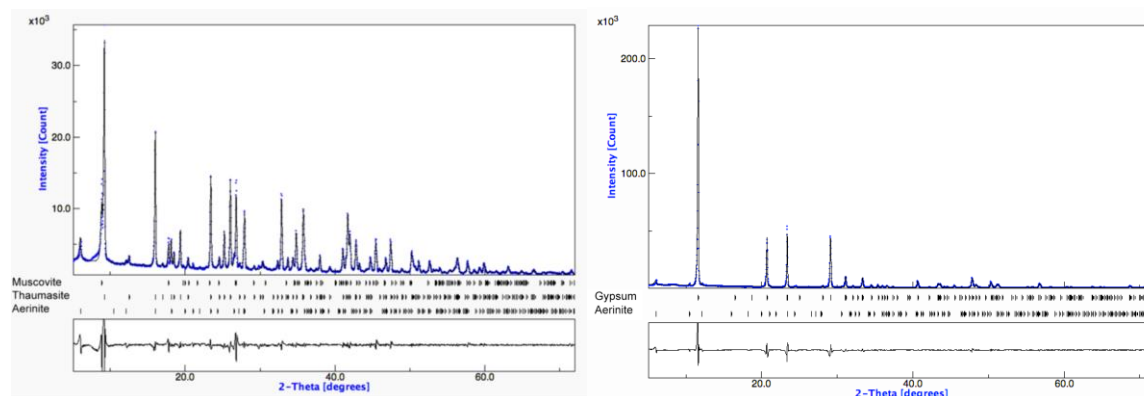 x10³
30.0
20.0
10.0
Intensity [Count]
Muscovite
Thaumasite
Aerinite
20.0 40.0 60.0
2-Theta [degrees]
x10³
200.0
100.0
Intensity [Count]
Gypsum
Aerinite
20.0 40.0 60.0
2-Theta [degrees]